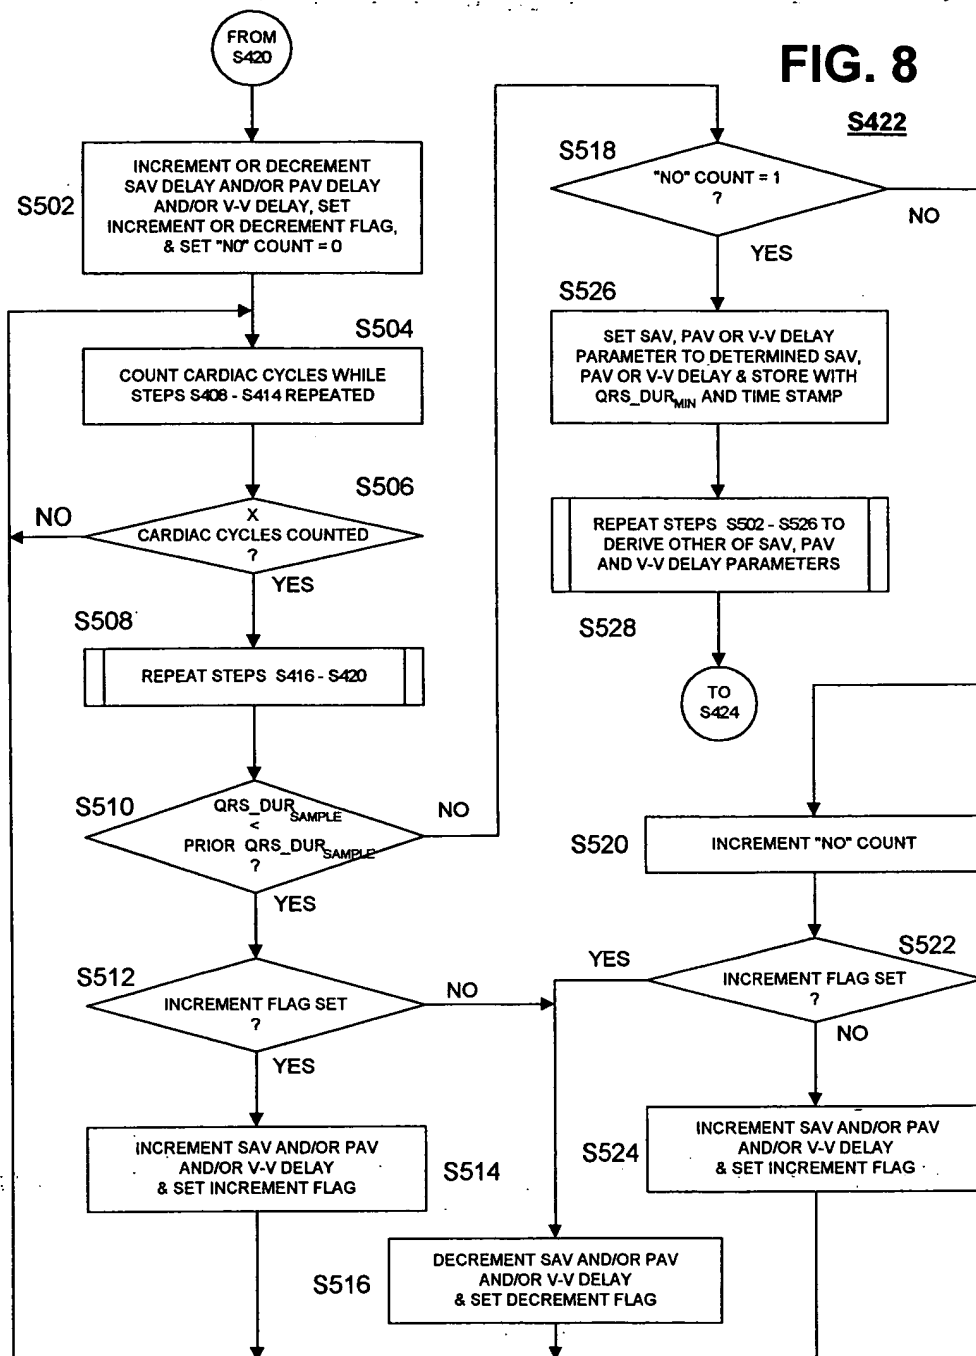 FROM
S420
FIG. 8
S422
S502
INCREMENT OR DECREMENT
SAV DELAY AND/OR PAV DELAY
AND/OR V-V DELAY, SET
INCREMENT OR DECREMENT FLAG,
& SET "NO" COUNT = 0
S504
COUNT CARDIAC CYCLES WHILE
STEPS S408 - S414 REPEATED
S506
X
CARDIAC CYCLES COUNTED
?
NO
YES
S508
REPEAT STEPS S416 - S420
S510
QRS_DUR SAMPLE
<
PRIOR QRS_DUR SAMPLE
?
NO
YES
S512
INCREMENT FLAG SET
?
NO
YES
INCREMENT SAV AND/OR PAV
AND/OR V-V DELAY
& SET INCREMENT FLAG
S514
S516
DECREMENT SAV AND/OR PAV
AND/OR V-V DELAY
& SET DECREMENT FLAG
S518
"NO" COUNT = 1
?
NO
YES
S526
SET SAV, PAV OR V-V DELAY
PARAMETER TO DETERMINED SAV,
PAV OR V-V DELAY & STORE WITH
QRS_DUR MIN AND TIME STAMP
REPEAT STEPS S502 - S526 TO
DERIVE OTHER OF SAV, PAV
AND V-V DELAY PARAMETERS
S528
TO
S424
S520
INCREMENT "NO" COUNT
S522
YES
INCREMENT FLAG SET
?
NO
S524
INCREMENT SAV AND/OR PAV
AND/OR V-V DELAY
& SET INCREMENT FLAG